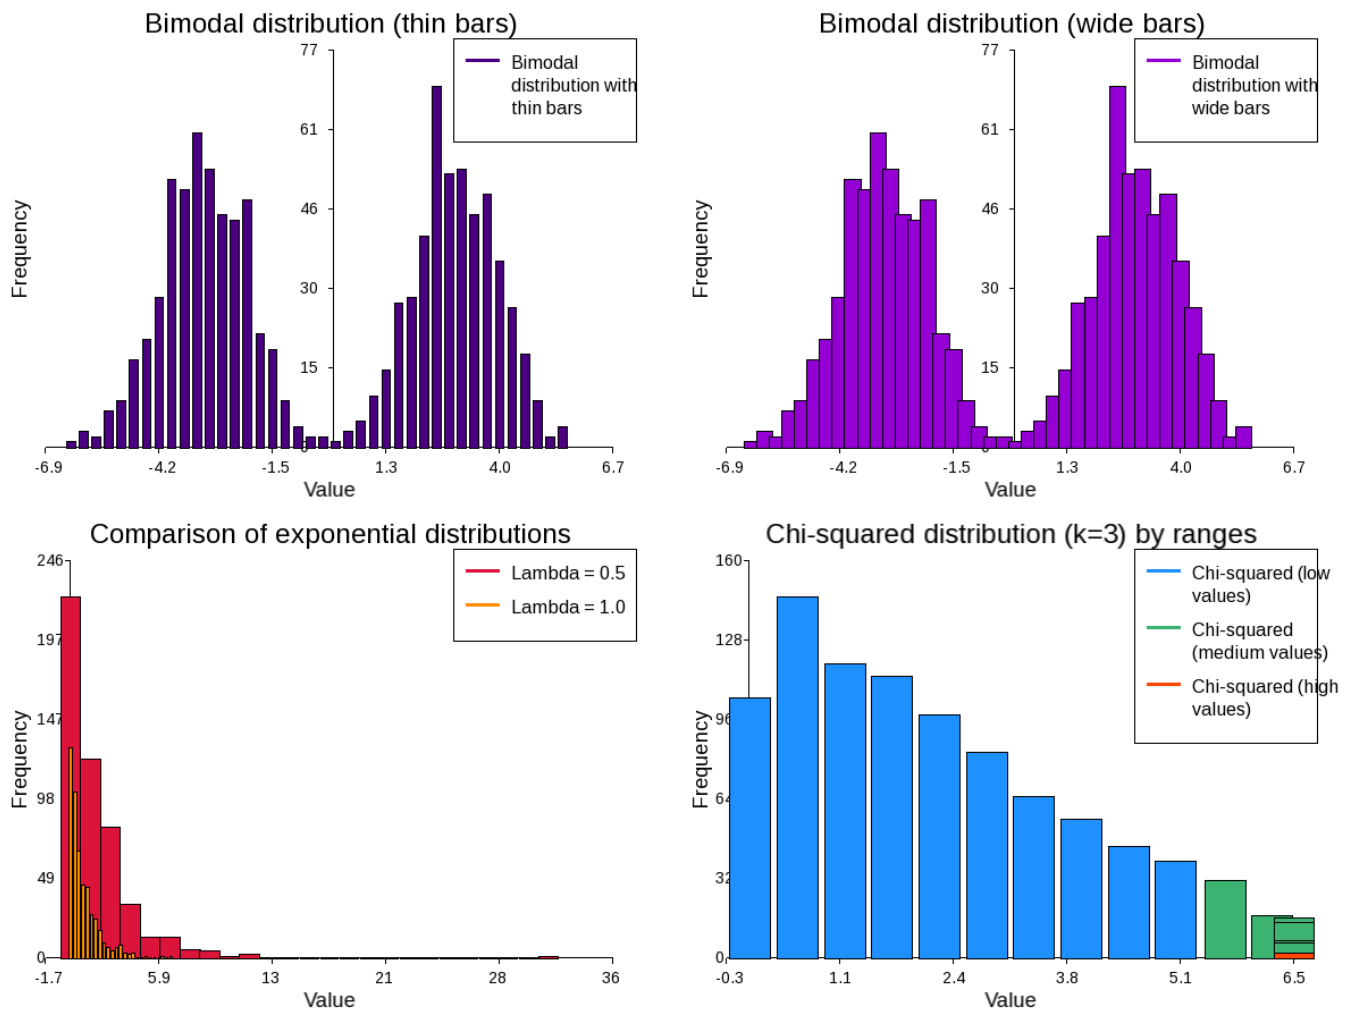 Bimodal distribution (thin bars)
77
61
46
30
15
0
Frequency
-6.9
-4.2
-1.5
1.3
4.0
6.7
Value
Bimodal
distribution with
thin bars
Bimodal distribution (wide bars)
77
61
46
30
15
0
Frequency
-6.9
-4.2
-1.5
1.3
4.0
6.7
Value
Bimodal
distribution with
wide bars
Comparison of exponential distributions
246
197
147
98
49
0
Frequency
-1.7
5.9
13
21
28
36
Value
Lambda = 0.5
Lambda = 1.0
Chi-squared distribution (k=3) by ranges
160
128
96
64
32
0
Frequency
-0.3
1.1
2.4
3.8
5.1
6.5
Value
Chi-squared (low
values)
Chi-squared
(medium values)
Chi-squared (high
values)